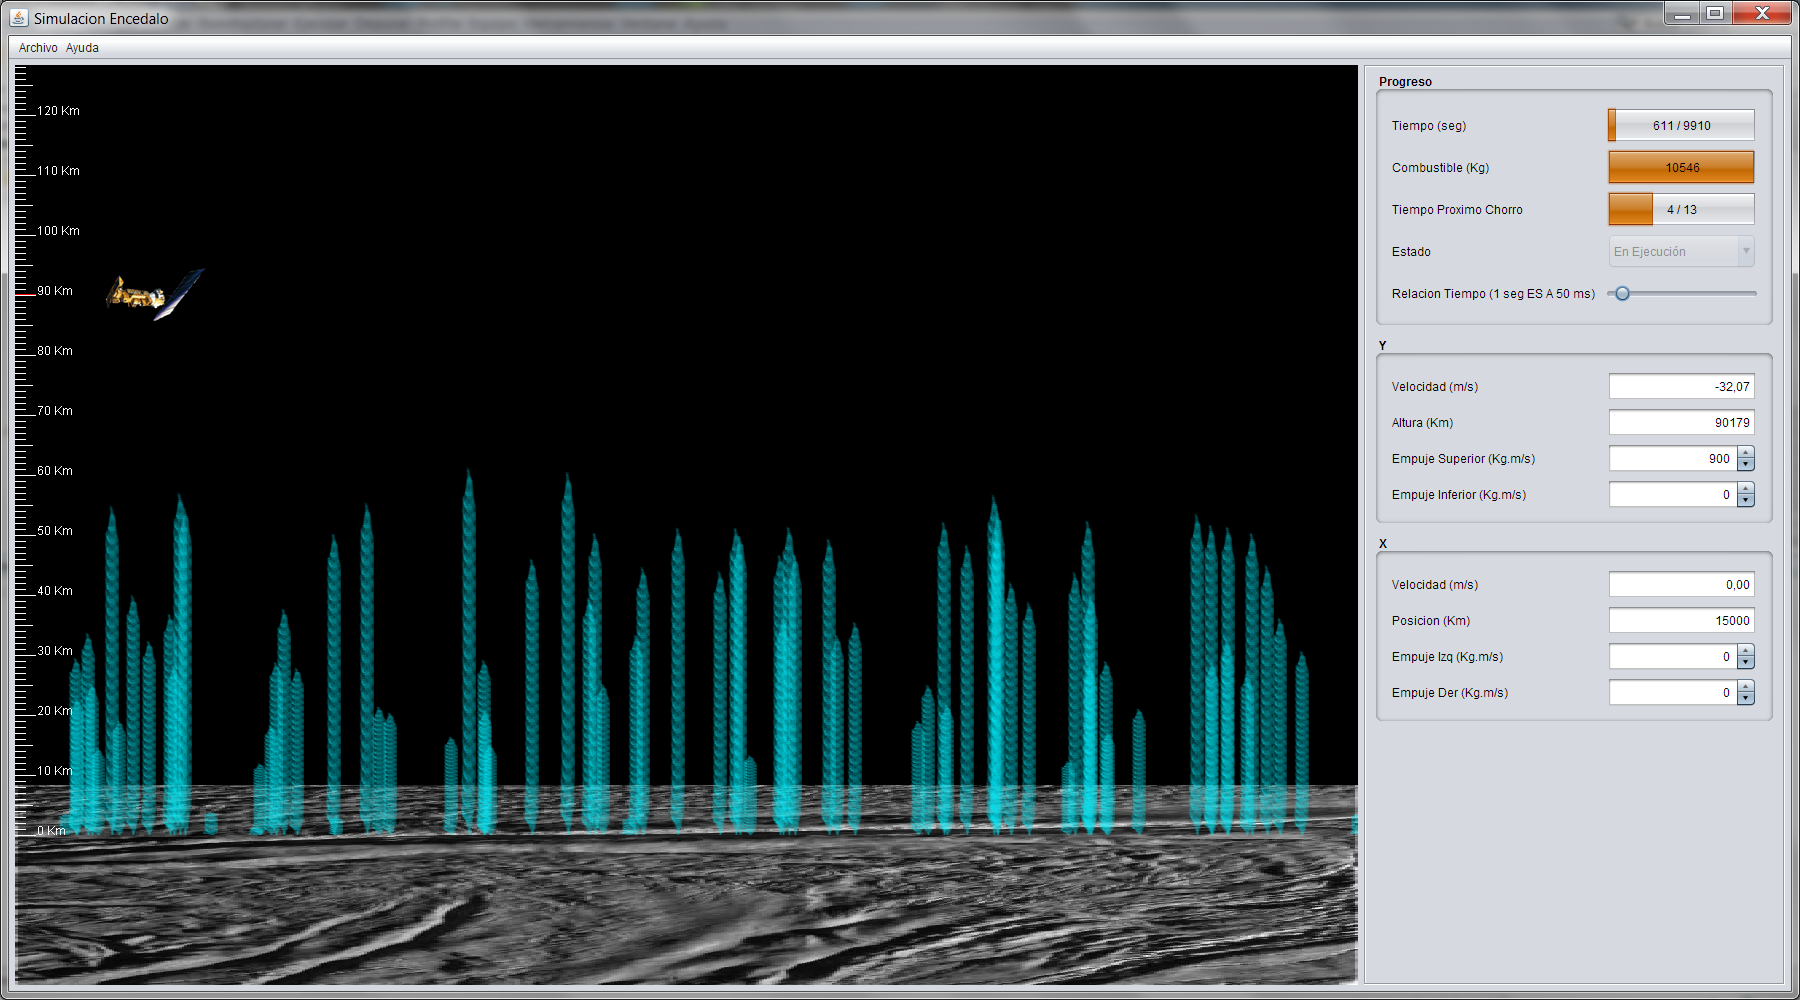 Simulacion Encedalo
Archivo Ayuda
120 Km
110 Km
100 Km
90 Km
80 Km
70 Km
60 Km
50 Km
40 Km
30 Km
20 Km
10 Km
0 Km
Progreso
Tiempo (seg) 611 / 9910
Combustible (Kg) 10546
Tiempo Proximo Chorro 4 / 13
Estado En Ejecución
Relacion Tiempo (1 seg ES A 50 ms)
Y
Velocidad (m/s) -32,07
Altura (Km) 90179
Empuje Superior (Kg.m/s) 900
Empuje Inferior (Kg.m/s) 0
X
Velocidad (m/s) 0,00
Posicion (Km) 15000
Empuje Izq (Kg.m/s) 0
Empuje Der (Kg.m/s) 0